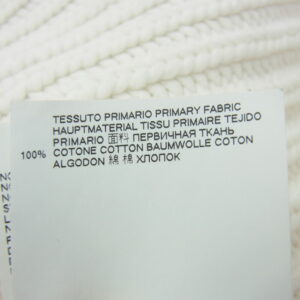 TESSUTO PRIMARIO PRIMARY FABRIC
HAUPTMATERIAL TISSU PRIMAIRE TEJIDO
PRIMARIO 面料 ПЕРВИЧНАЯ ТКАНЬ
100% COTONE COTTON BAUMWOLLE COTON
ALGODON 綿 棉 ХЛОПОК